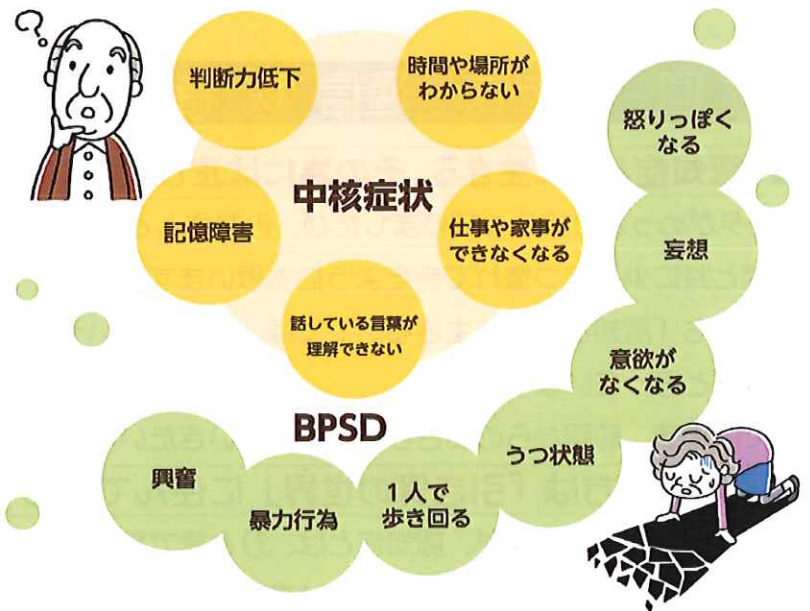 判断力低下
時間や場所が
わからない
中核症状
記憶障害
仕事や家事が
できなくなる
話している言葉が
理解できない
BPSD
怒りっぽく
なる
妄想
意欲が
なくなる
うつ状態
1人で
歩き回る
暴力行為
興奮